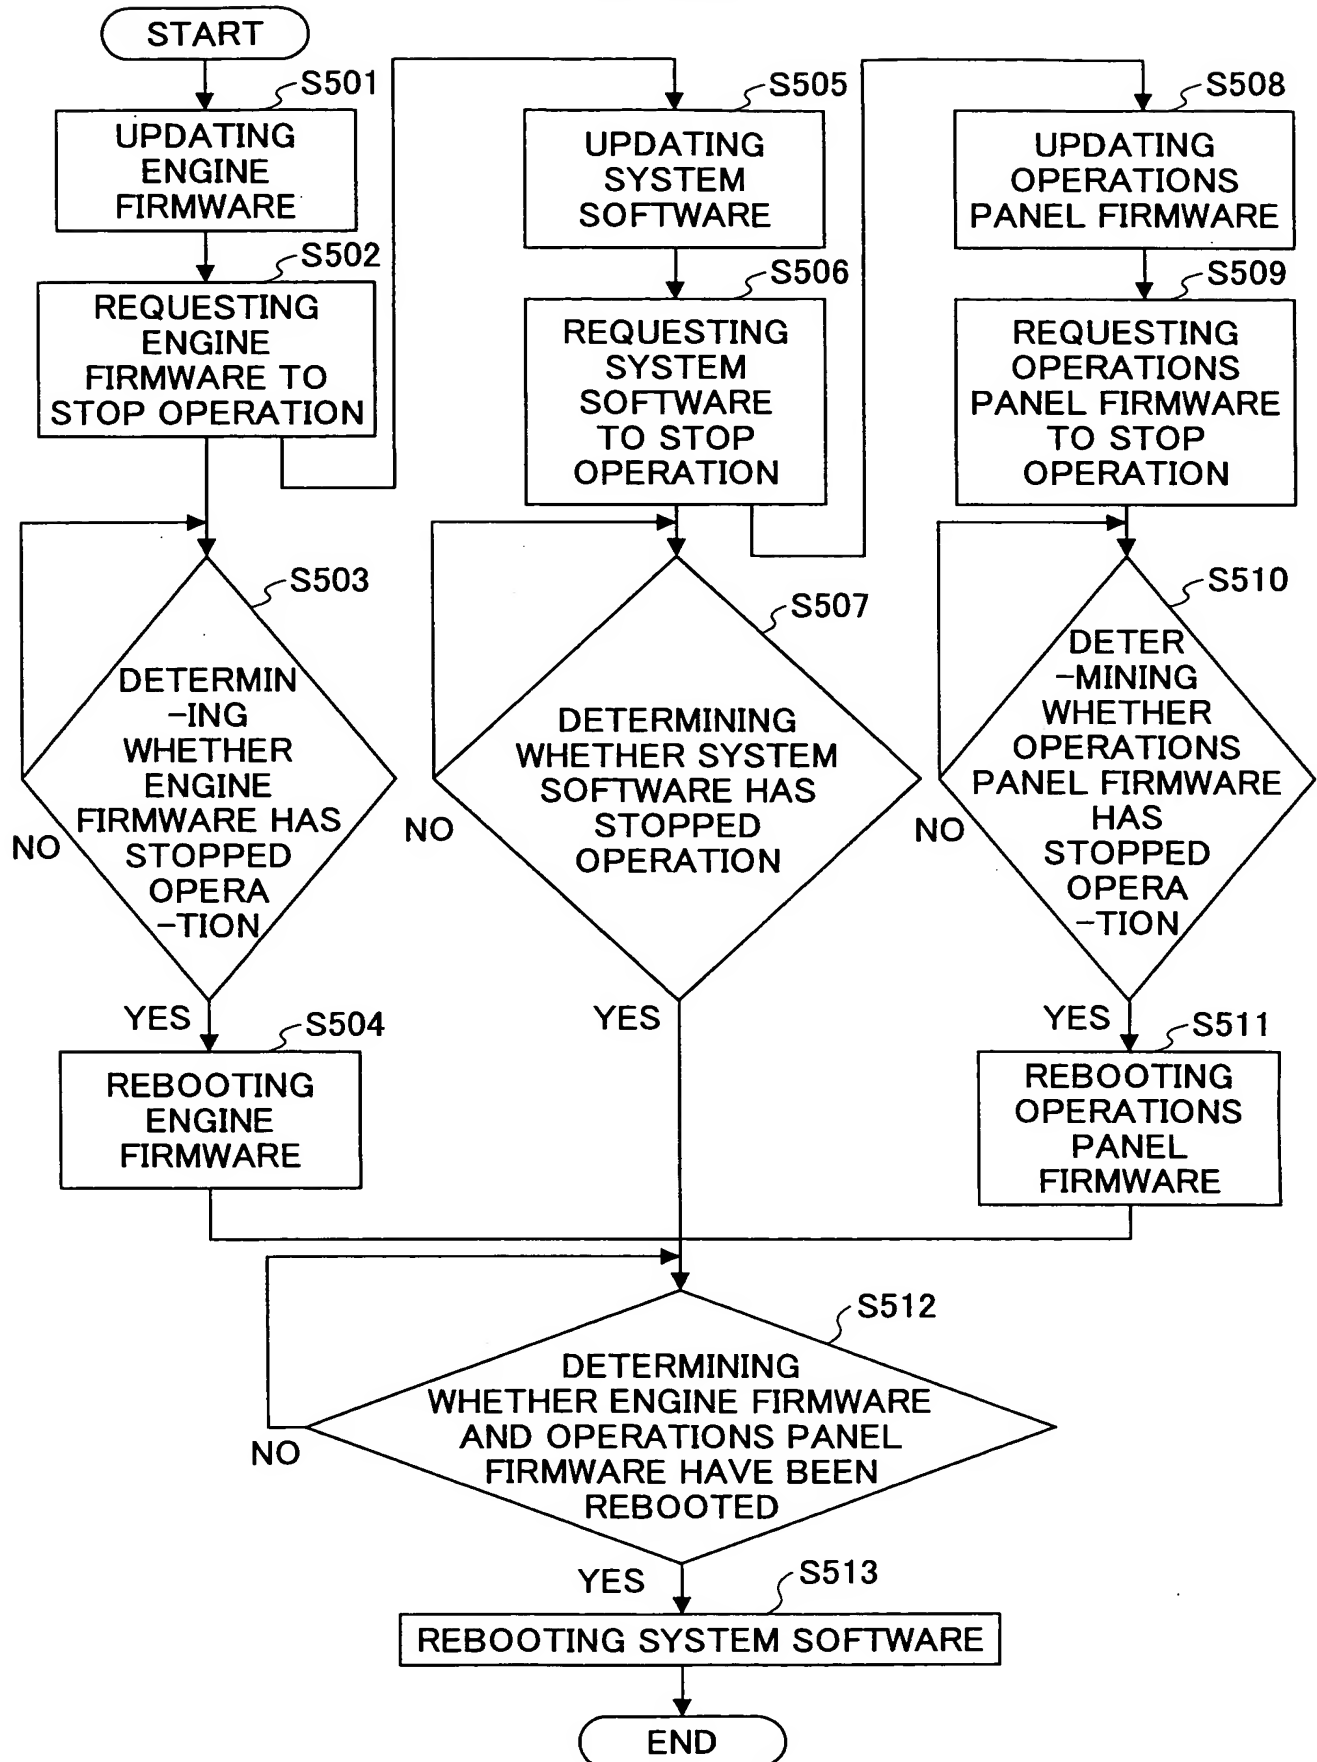 START
S501
UPDATING
ENGINE
FIRMWARE
S502
REQUESTING
ENGINE
FIRMWARE TO
STOP OPERATION
S503
DETERMIN
-ING
WHETHER
ENGINE
FIRMWARE HAS
STOPPED
OPERA
-TION
NO
YES
S504
REBOOTING
ENGINE
FIRMWARE
S505
UPDATING
SYSTEM
SOFTWARE
S506
REQUESTING
SYSTEM
SOFTWARE
TO STOP
OPERATION
S507
DETERMINING
WHETHER SYSTEM
SOFTWARE HAS
STOPPED
OPERATION
NO
YES
S508
UPDATING
OPERATIONS
PANEL FIRMWARE
S509
REQUESTING
OPERATIONS
PANEL FIRMWARE
TO STOP
OPERATION
S510
DETER
-MINING
WHETHER
OPERATIONS
PANEL FIRMWARE
HAS
STOPPED
OPERA
-TION
NO
YES
S511
REBOOTING
OPERATIONS
PANEL
FIRMWARE
S512
DETERMINING
WHETHER ENGINE FIRMWARE
AND OPERATIONS PANEL
FIRMWARE HAVE BEEN
REBOOTED
NO
YES
S513
REBOOTING SYSTEM SOFTWARE
END